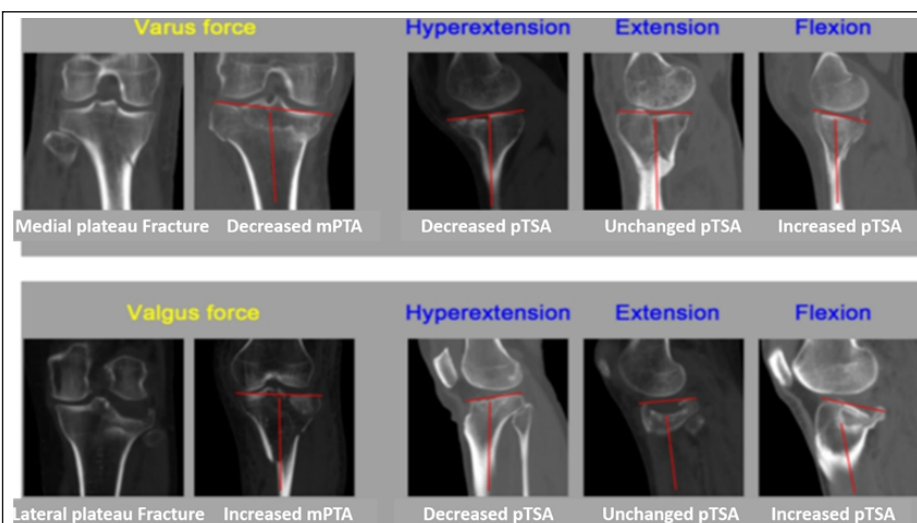 Varus force
Hyperextension
Extension
Flexion
Medial plateau Fracture
Decreased mPTA
Decreased pTSA
Unchanged pTSA
Increased pTSA
Valgus force
Hyperextension
Extension
Flexion
Lateral plateau Fracture
Increased mPTA
Decreased pTSA
Unchanged pTSA
Increased pTSA